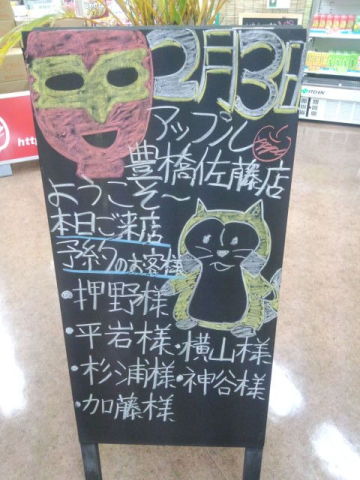 2月3日
アップル
豊橋佐藤店
ようこそ～
本日ご来店
予約のお客様
・押野様
・平岩様・横山様
・杉浦様・神谷様
・加藤様
http